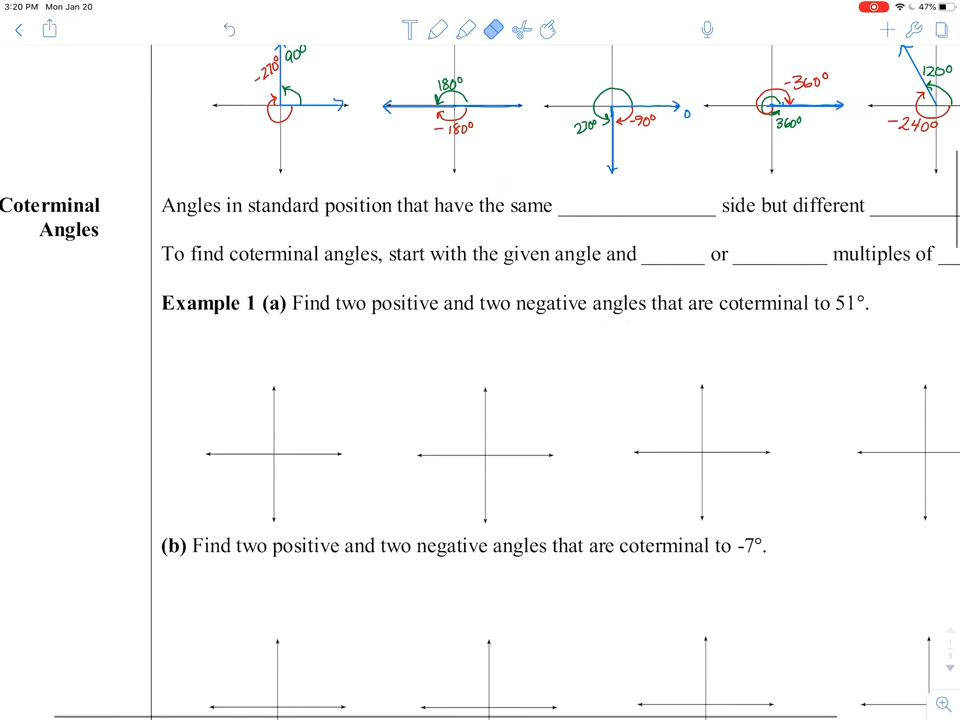 3:20 PM Mon Jan 20
47%
-270° 90°
180°
-180°
270° -90°
-360°
360°
120°
-240°
Coterminal
Angles
Angles in standard position that have the same _______________ side but different _________
To find coterminal angles, start with the given angle and ______ or _________ multiples of __
Example 1 (a) Find two positive and two negative angles that are coterminal to 51°.
(b) Find two positive and two negative angles that are coterminal to -7°.